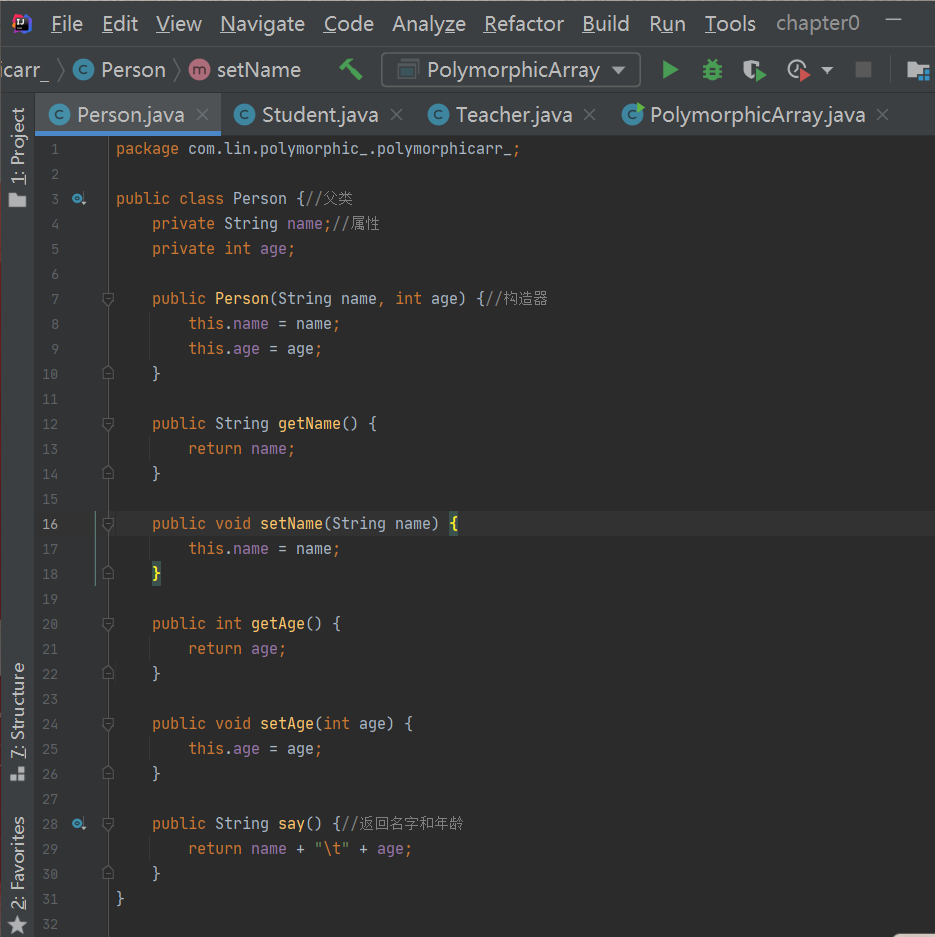 File Edit View Navigate Code Analyze Refactor Build Run Tools chapter0
icarr_ Person setName PolymorphicArray
Person.java Student.java Teacher.java PolymorphicArray.java
1: Project
7: Structure
2: Favorites
1 package com.lin.polymorphic_.polymorphicarr_;
2
3 public class Person {//父类
4     private String name;//属性
5     private int age;
6
7     public Person(String name, int age) {//构造器
8         this.name = name;
9         this.age = age;
10     }
11
12     public String getName() {
13         return name;
14     }
15
16     public void setName(String name) {
17         this.name = name;
18     }
19
20     public int getAge() {
21         return age;
22     }
23
24     public void setAge(int age) {
25         this.age = age;
26     }
27
28     public String say() {//返回名字和年龄
29         return name + "\t" + age;
30     }
31 }
32